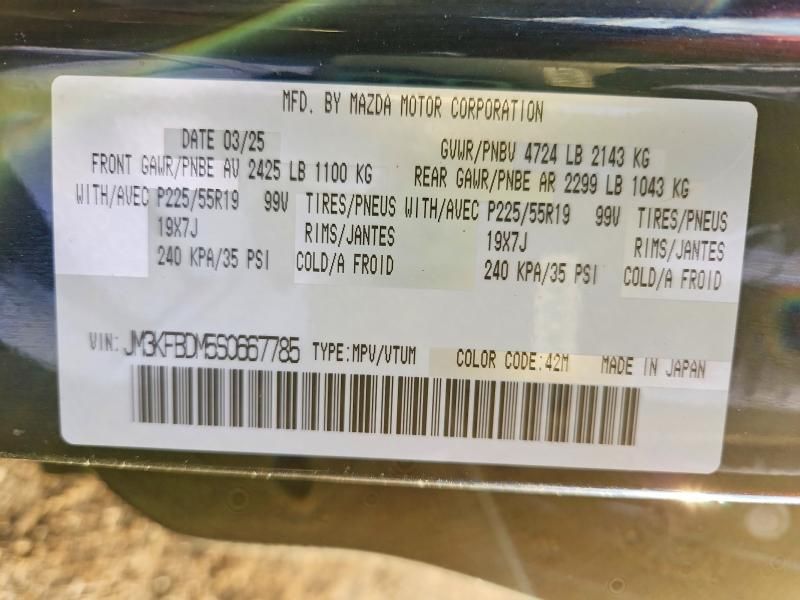 MFD. BY MAZDA MOTOR CORPORATION
DATE 03/25 GVWR/PNBV 4724 LB 2143 KG
FRONT GAWR/PNBE AV 2425 LB 1100 KG REAR GAWR/PNBE AR 2299 LB 1043 KG
WITH/AVEC P225/55R19 99V TIRES/PNEUS WITH/AVEC P225/55R19 99V TIRES/PNEUS
19X7J RIMS/JANTES 19X7J RIMS/JANTES
240 KPA/35 PSI COLD/A FROID 240 KPA/35 PSI COLD/A FROID
VIN: JM3KFBDM5S0667785 TYPE:MPV/VTUM COLOR CODE:42M MADE IN JAPAN